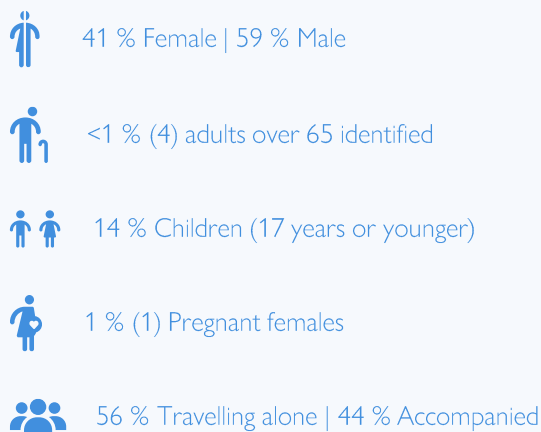 41 % Female | 59 % Male
<1 % (4) adults over 65 identified
14 % Children (17 years or younger)
1 % (1) Pregnant females
56 % Travelling alone | 44 % Accompanied